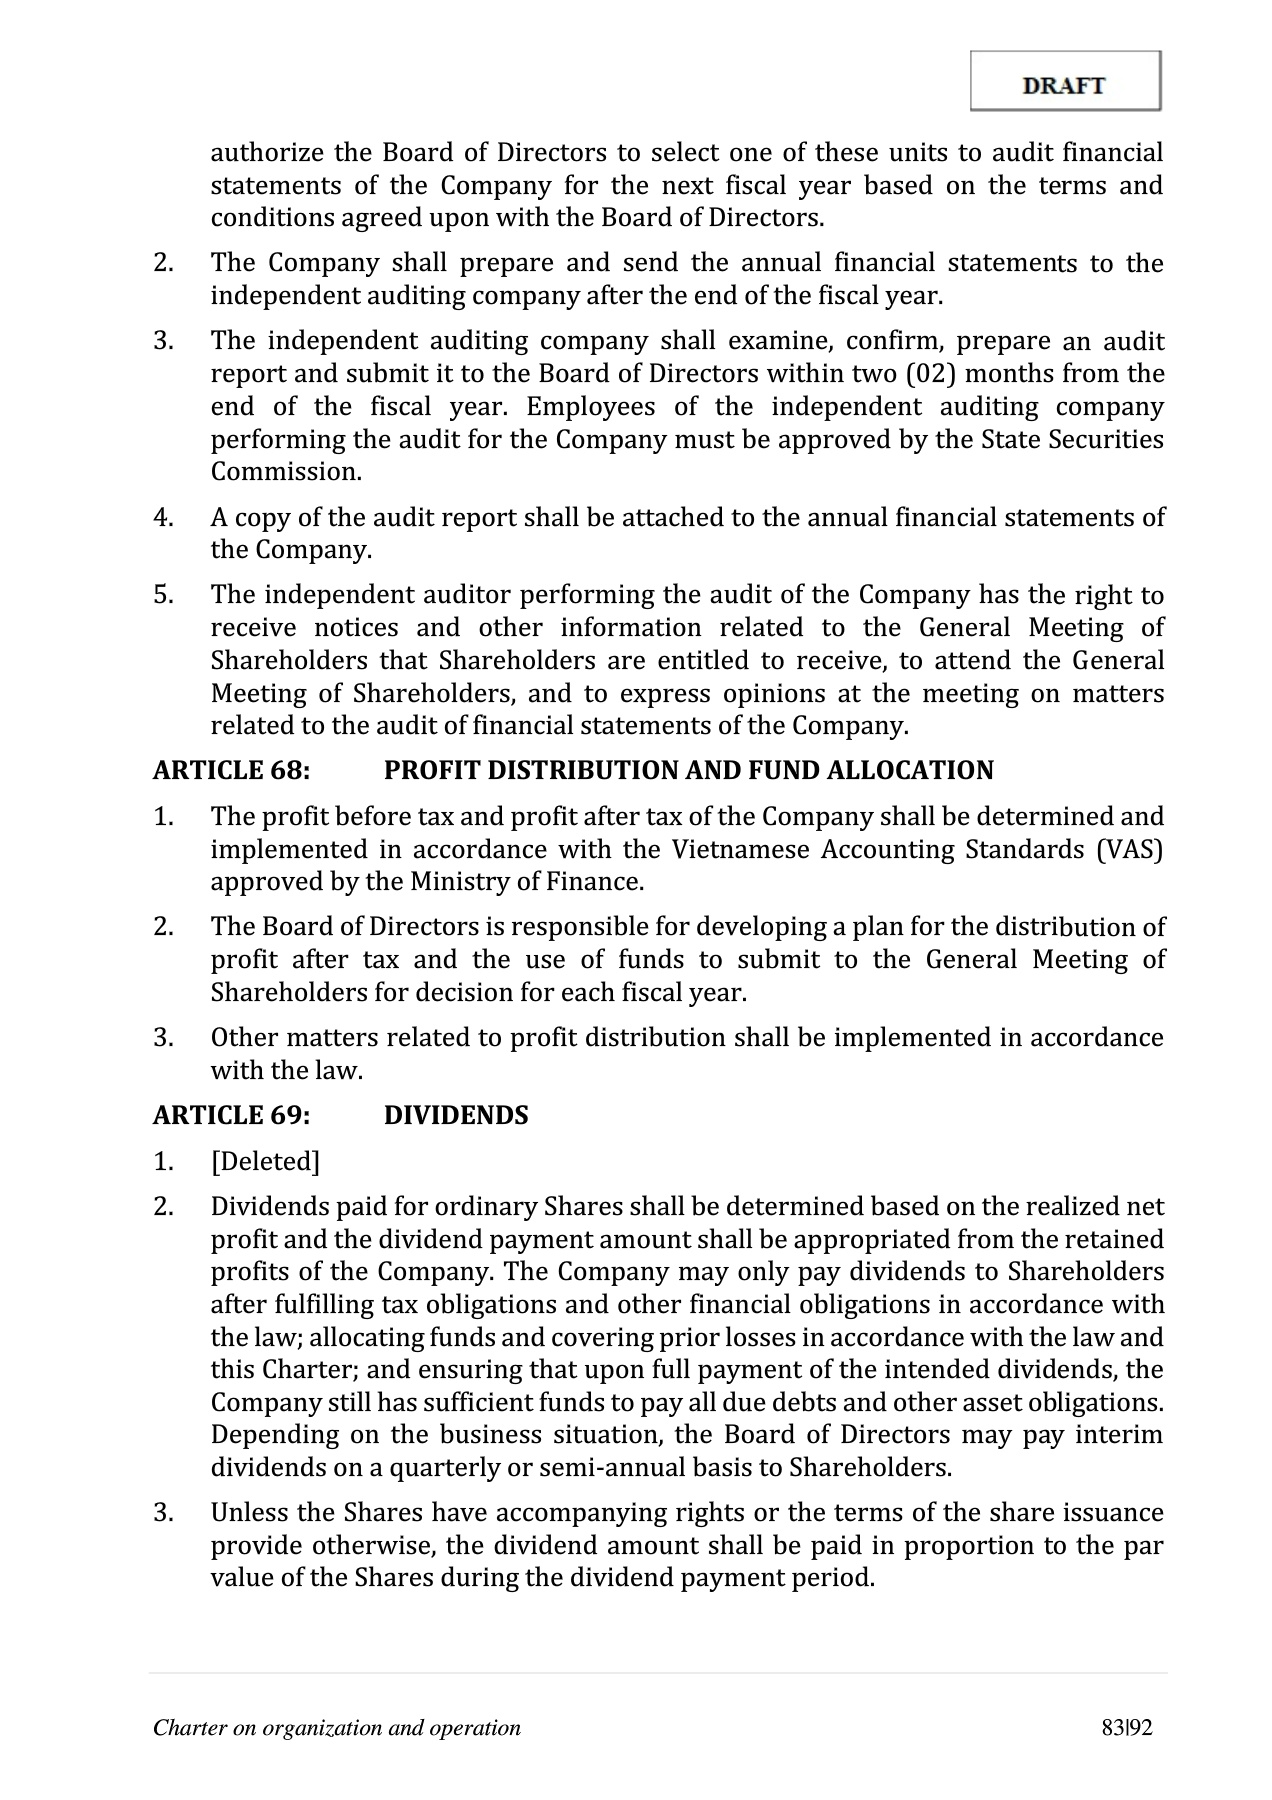 DRAFT
authorize the Board of Directors to select one of these units to audit financial
statements of the Company for the next fiscal year based on the terms and
conditions agreed upon with the Board of Directors.
2. The Company shall prepare and send the annual financial statements to the
independent auditing company after the end of the fiscal year.
3. The independent auditing company shall examine, confirm, prepare an audit
report and submit it to the Board of Directors within two (02) months from the
end of the fiscal year. Employees of the independent auditing company
performing the audit for the Company must be approved by the State Securities
Commission.
4. A copy of the audit report shall be attached to the annual financial statements of
the Company.
5. The independent auditor performing the audit of the Company has the right to
receive notices and other information related to the General Meeting of
Shareholders that Shareholders are entitled to receive, to attend the General
Meeting of Shareholders, and to express opinions at the meeting on matters
related to the audit of financial statements of the Company.
ARTICLE 68: PROFIT DISTRIBUTION AND FUND ALLOCATION
1. The profit before tax and profit after tax of the Company shall be determined and
implemented in accordance with the Vietnamese Accounting Standards (VAS)
approved by the Ministry of Finance.
2. The Board of Directors is responsible for developing a plan for the distribution of
profit after tax and the use of funds to submit to the General Meeting of
Shareholders for decision for each fiscal year.
3. Other matters related to profit distribution shall be implemented in accordance
with the law.
ARTICLE 69: DIVIDENDS
1. [Deleted]
2. Dividends paid for ordinary Shares shall be determined based on the realized net
profit and the dividend payment amount shall be appropriated from the retained
profits of the Company. The Company may only pay dividends to Shareholders
after fulfilling tax obligations and other financial obligations in accordance with
the law; allocating funds and covering prior losses in accordance with the law and
this Charter; and ensuring that upon full payment of the intended dividends, the
Company still has sufficient funds to pay all due debts and other asset obligations.
Depending on the business situation, the Board of Directors may pay interim
dividends on a quarterly or semi-annual basis to Shareholders.
3. Unless the Shares have accompanying rights or the terms of the share issuance
provide otherwise, the dividend amount shall be paid in proportion to the par
value of the Shares during the dividend payment period.
Charter on organization and operation 83|92